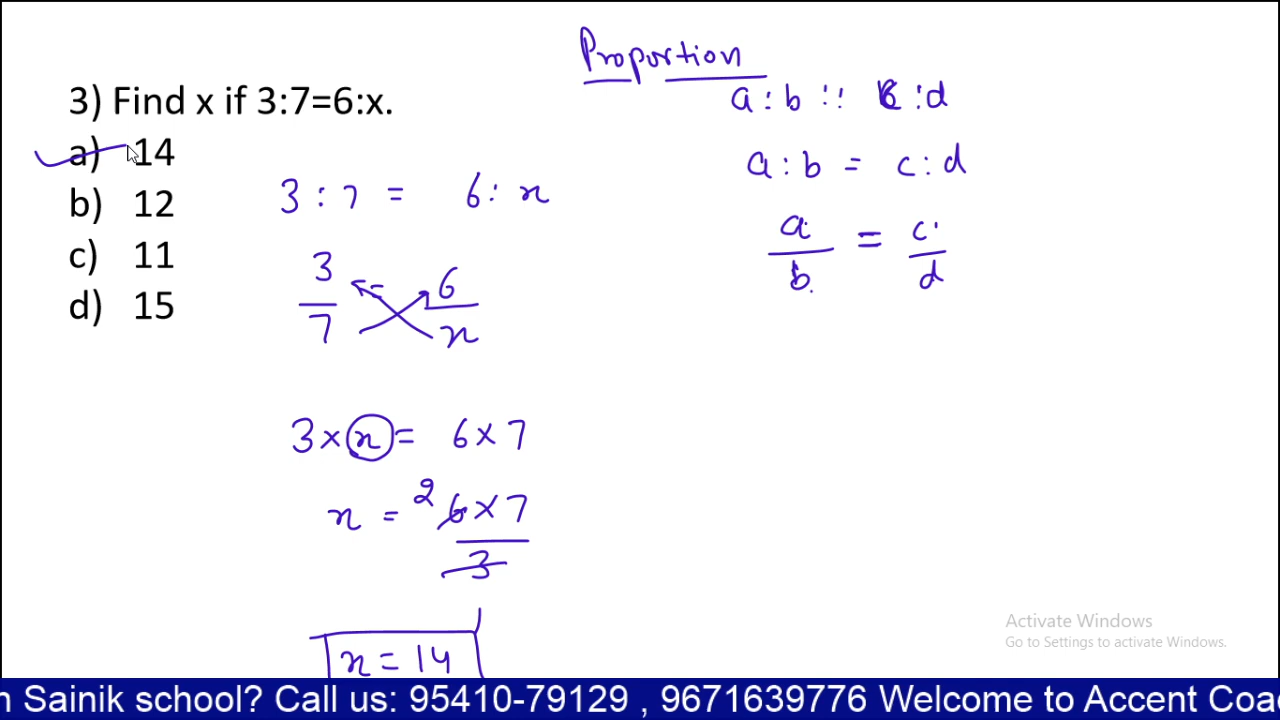 3) Find x if 3:7=6:x.
a) 14
b) 12
c) 11
d) 15
Proportion
a : b :: c : d
a : b = c : d
a/b = c/d
3 : 7 = 6 : x
3/7 = 6/x
3 × x = 6 × 7
x = 2 6 × 7
3
x = 14
Activate Windows
Go to Settings to activate Windows.
n Sainik school? Call us: 95410-79129 , 9671639776 Welcome to Accent Coa